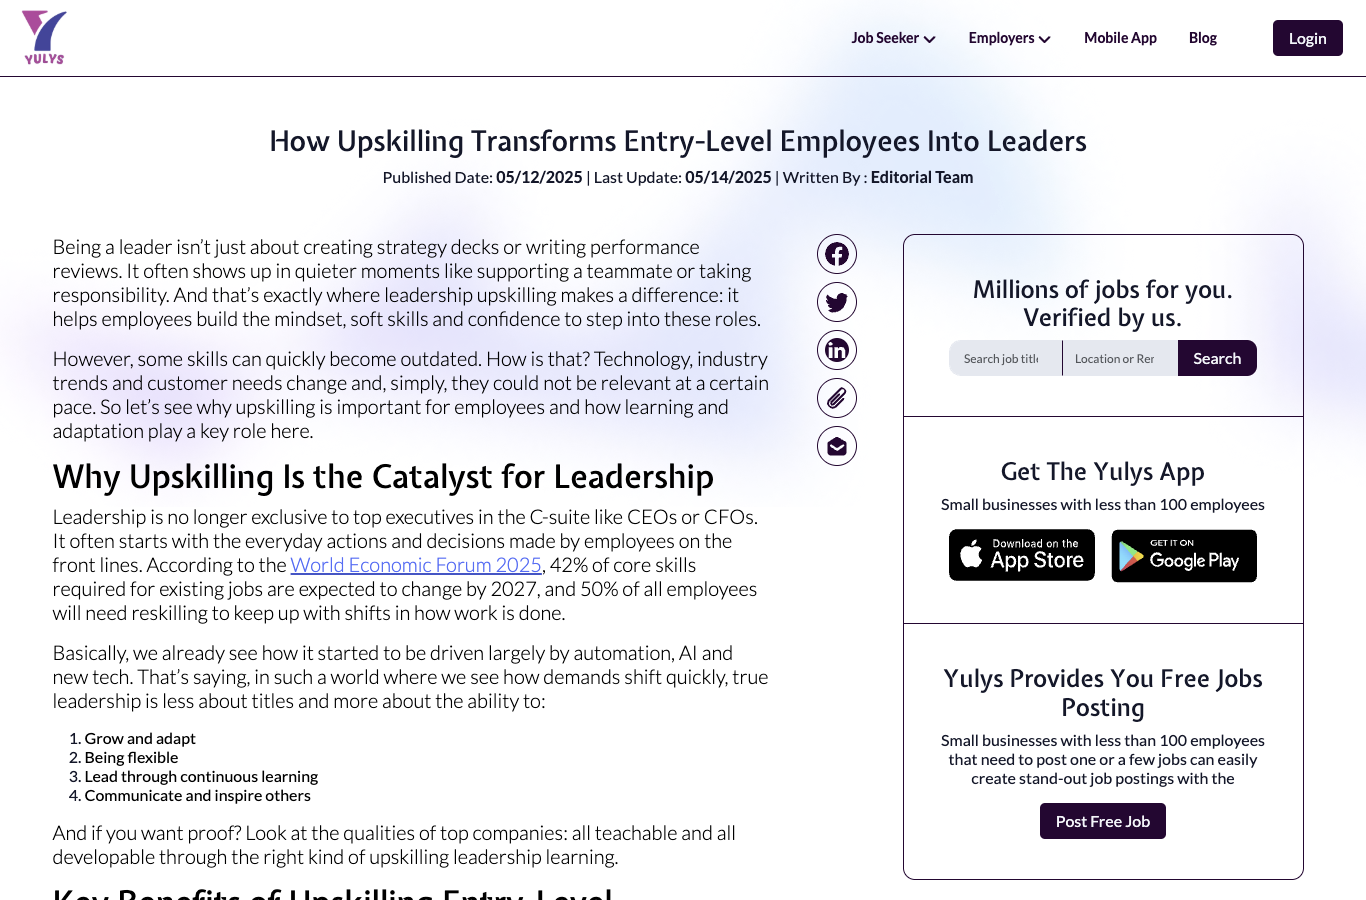 YULYS
Job Seeker
Employers
Mobile App
Blog
Login
How Upskilling Transforms Entry-Level Employees Into Leaders
Published Date: 05/12/2025 | Last Update: 05/14/2025 | Written By : Editorial Team
Being a leader isn’t just about creating strategy decks or writing performance
reviews. It often shows up in quieter moments like supporting a teammate or taking
responsibility. And that’s exactly where leadership upskilling makes a difference: it
helps employees build the mindset, soft skills and confidence to step into these roles.
However, some skills can quickly become outdated. How is that? Technology, industry
trends and customer needs change and, simply, they could not be relevant at a certain
pace. So let’s see why upskilling is important for employees and how learning and
adaptation play a key role here.
Why Upskilling Is the Catalyst for Leadership
Leadership is no longer exclusive to top executives in the C-suite like CEOs or CFOs.
It often starts with the everyday actions and decisions made by employees on the
front lines. According to the World Economic Forum 2025, 42% of core skills
required for existing jobs are expected to change by 2027, and 50% of all employees
will need reskilling to keep up with shifts in how work is done.
Basically, we already see how it started to be driven largely by automation, AI and
new tech. That’s saying, in such a world where we see how demands shift quickly, true
leadership is less about titles and more about the ability to:
1. Grow and adapt
2. Being flexible
3. Lead through continuous learning
4. Communicate and inspire others
And if you want proof? Look at the qualities of top companies: all teachable and all
developable through the right kind of upskilling leadership learning.
Key Benefits of Upskilling Entry-Level
Millions of jobs for you.
Verified by us.
Search job title
Location or Rem
Search
Get The Yulys App
Small businesses with less than 100 employees
Download on the
App Store
GET IT ON
Google Play
Yulys Provides You Free Jobs
Posting
Small businesses with less than 100 employees
that need to post one or a few jobs can easily
create stand-out job postings with the
Post Free Job